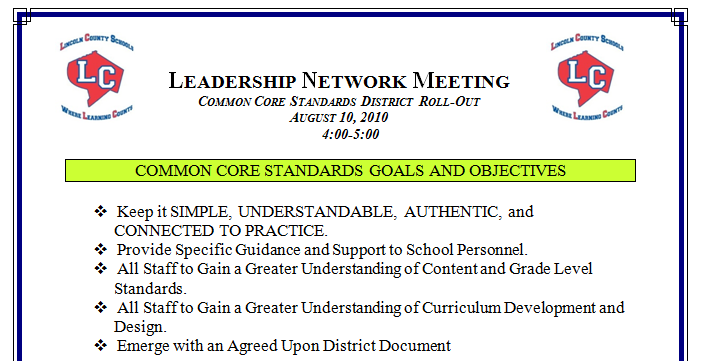 LINCOLN COUNTY SCHOOLS
LC
WHERE LEARNING COUNTS
LINCOLN COUNTY SCHOOLS
LC
WHERE LEARNING COUNTS
LEADERSHIP NETWORK MEETING
COMMON CORE STANDARDS DISTRICT ROLL-OUT
AUGUST 10, 2010
4:00-5:00
COMMON CORE STANDARDS GOALS AND OBJECTIVES
❖ Keep it SIMPLE, UNDERSTANDABLE, AUTHENTIC, and
CONNECTED TO PRACTICE.
❖ Provide Specific Guidance and Support to School Personnel.
❖ All Staff to Gain a Greater Understanding of Content and Grade Level
Standards.
❖ All Staff to Gain a Greater Understanding of Curriculum Development and
Design.
❖ Emerge with an Agreed Upon District Document